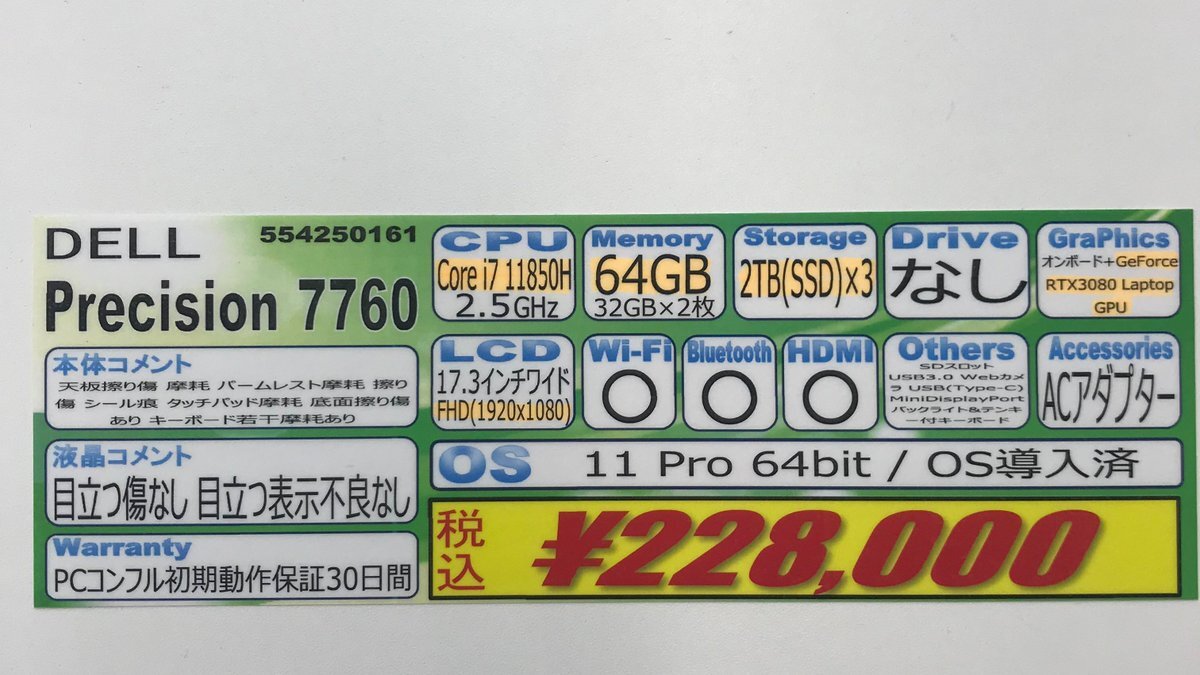 DELL
554250161
Precision 7760
本体コメント
天板擦り傷 摩耗 パームレスト摩耗 擦り
傷 シール痕 タッチパッド摩耗 底面擦り傷
あり キーボード若干摩耗あり
液晶コメント
目立つ傷なし 目立つ表示不良なし
Warranty
PCコンフル初期動作保証30日間
CPU
Core i7 11850H
2.5GHz
Memory
64GB
32GB×2枚
Storage
2TB(SSD)×3
Drive
なし
GraPhics
オンボード+GeForce
RTX3080 Laptop
GPU
LCD
17.3インチワイド
FHD(1920x1080)
Wi-Fi
○
Bluetooth
○
HDMI
○
Others
SDスロット
USB3.0 Webカメ
ラ USB(Type-C)
MiniDisplayPort
バックライト&テンキ
ー付キーボード
Accessories
ACアダプター
OS
11 Pro 64bit / OS導入済
税込
¥228,000